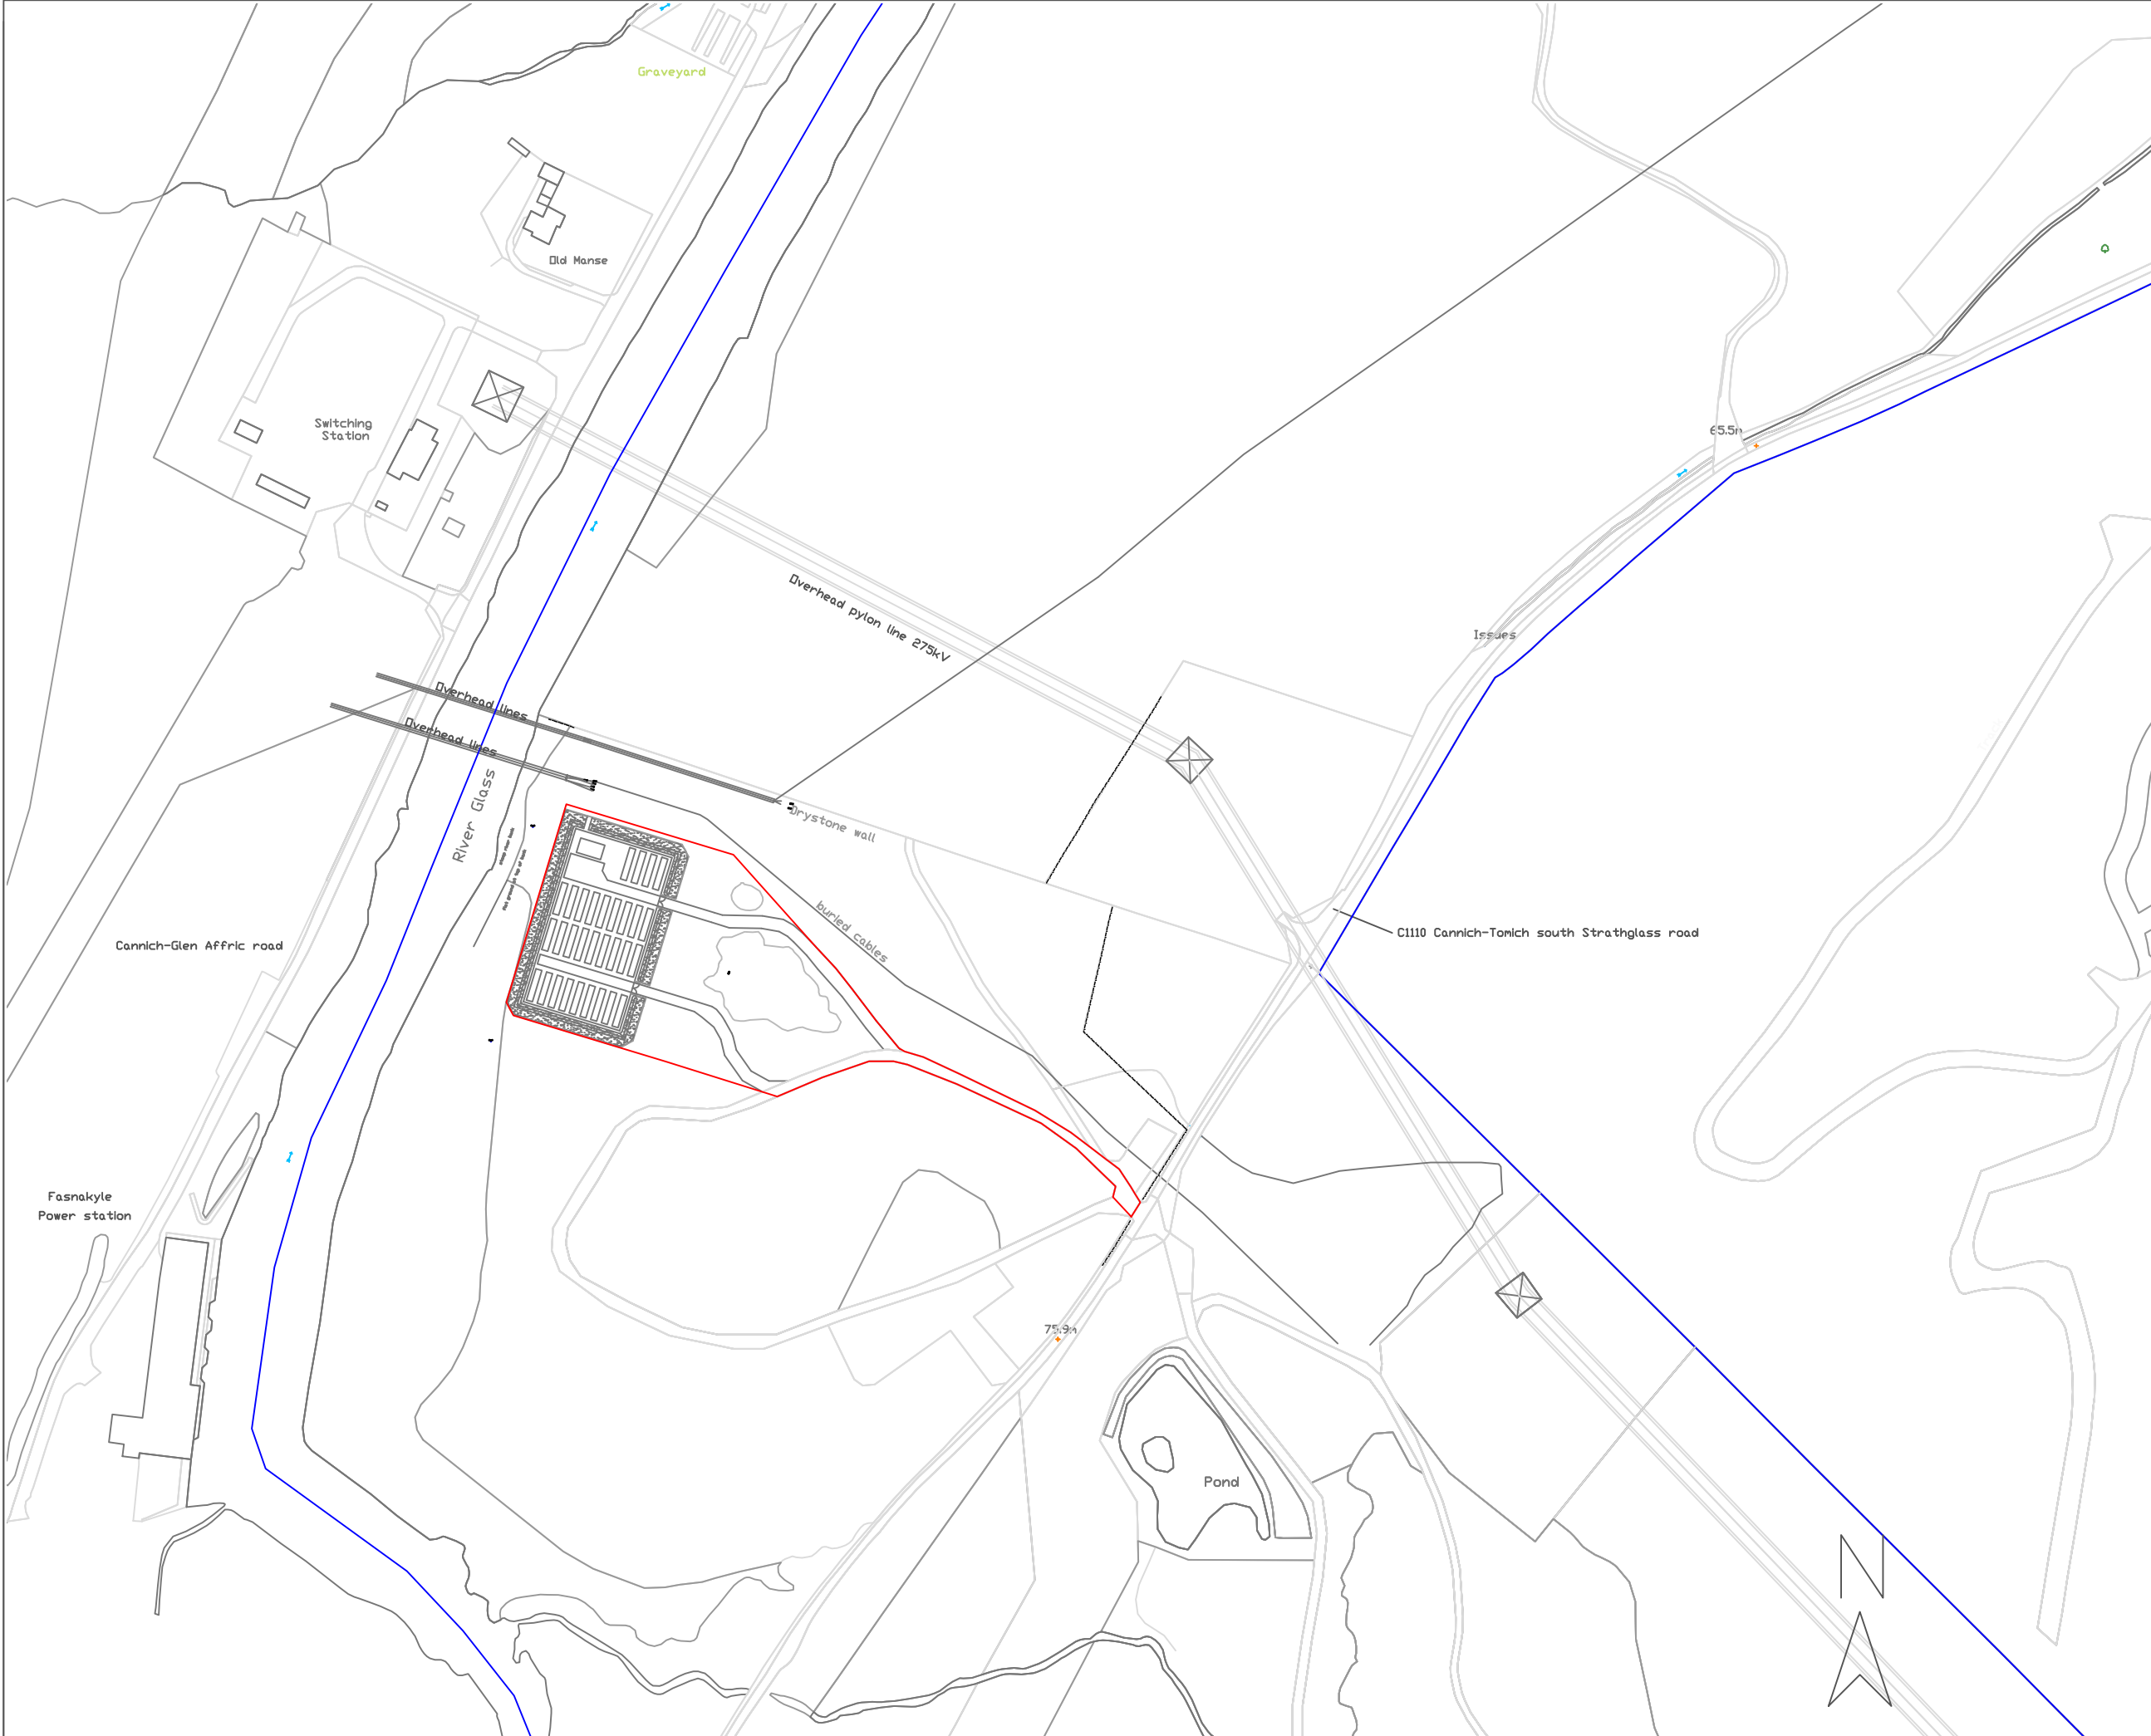 Graveyard
Old Manse
Switching
Station
65.5m
Overhead pylon line 275kV
Issues
Overhead lines
Overhead lines
River Glass
Drystone wall
buried cables
C1110 Cannich-Tomich south Strathglass road
Cannich-Glen Affric road
Fasnakyle
Power station
75.9m
Pond
N